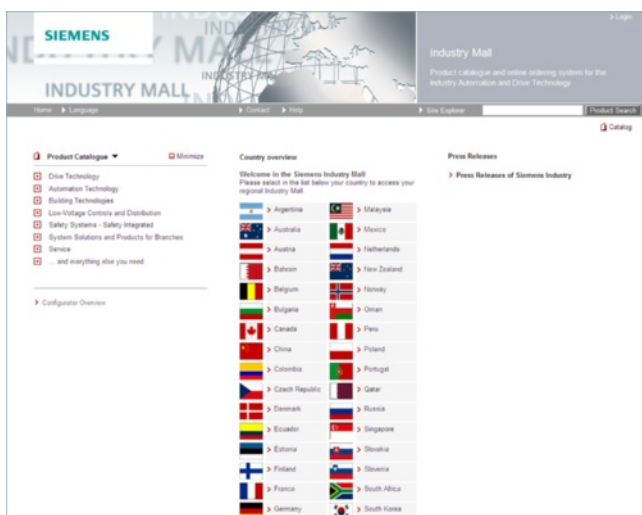 > Login
SIEMENS
INDUSTRY MALL
Industry Mall
Product catalogue and online ordering system for the
Industry Automation and Drive Technology
Home > Language
> Contact > Help
> Site Explorer
Product Search
Catalog
Product Catalogue ▼
Minimize
Drive Technology
Automation Technology
Building Technologies
Low-Voltage Controls and Distribution
Safety Systems - Safety Integrated
System Solutions and Products for Branches
Service
... and everything else you need
> Configurator Overview
Country overview
Welcome in the Siemens Industry Mall
Please select in the list below your country to access your
regional Industry Mall.
> Argentina > Malaysia
> Australia > Mexico
> Austria > Netherlands
> Bahrain > New Zealand
> Belgium > Norway
> Bulgaria > Oman
> Canada > Peru
> China > Poland
> Colombia > Portugal
> Czech Republic > Qatar
> Denmark > Russia
> Ecuador > Singapore
> Estonia > Slovakia
> Finland > Slovenia
> France > South Africa
> Germany > South Korea
Press Releases
> Press Releases of Siemens Industry